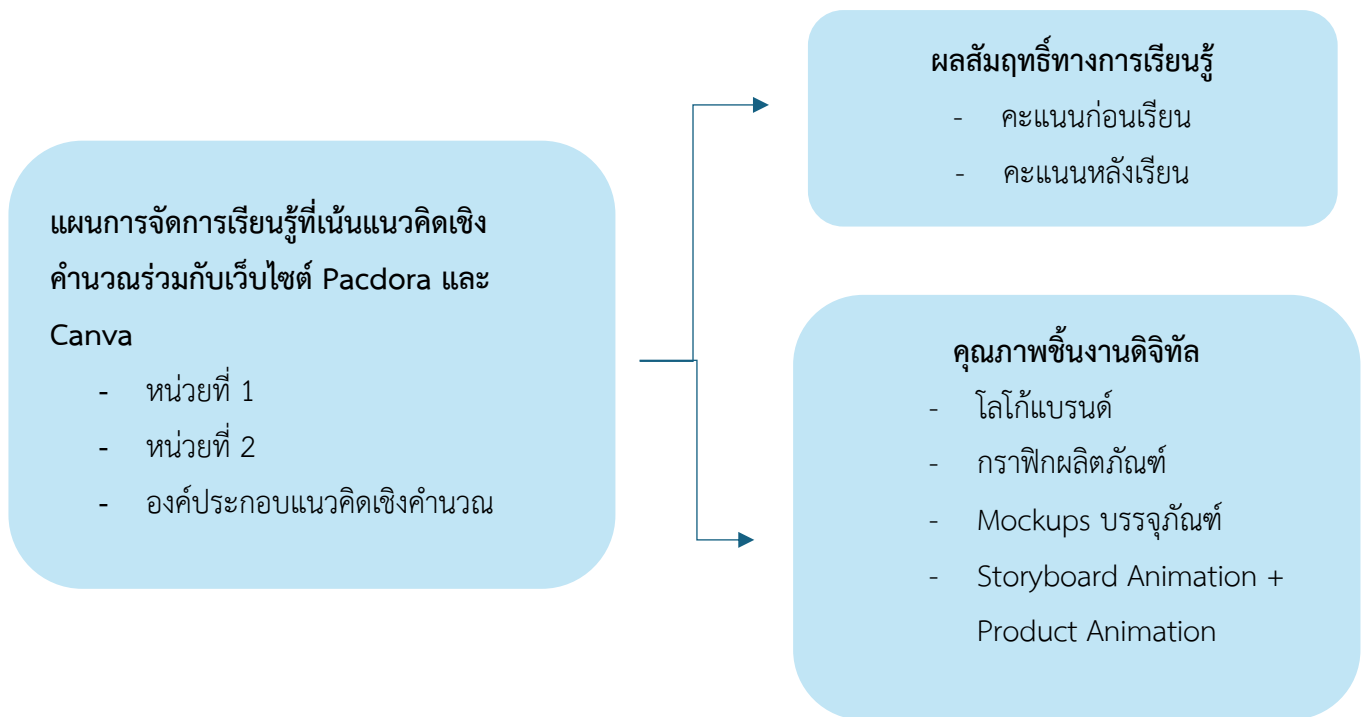 แผนการจัดการเรียนรู้ที่เน้นแนวคิดเชิง
คำนวณร่วมกับเว็บไซต์ Pacdora และ
Canva
- หน่วยที่ 1
- หน่วยที่ 2
- องค์ประกอบแนวคิดเชิงคำนวณ
ผลสัมฤทธิ์ทางการเรียนรู้
- คะแนนก่อนเรียน
- คะแนนหลังเรียน
คุณภาพชิ้นงานดิจิทัล
- โลโก้แบรนด์
- กราฟิกผลิตภัณฑ์
- Mockups บรรจุภัณฑ์
- Storyboard Animation +
Product Animation